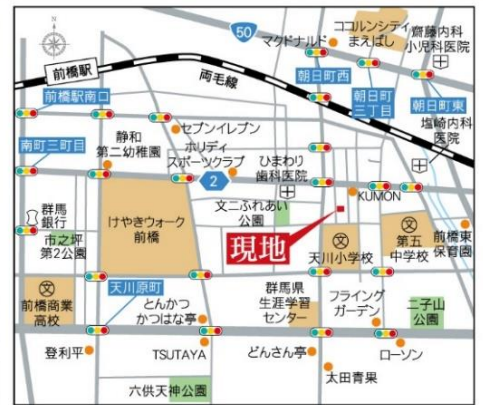 50
ココルンシティ
まえばし
マクドナルド
齋藤内科
小児科医院
前橋駅
両毛線
朝日町西
朝日町
三丁目
朝日町東
前橋駅南口
塩崎内科
医院
セブンイレブン
静和
第二幼稚園
ホリディ
スポーツクラブ
ひまわり
歯科医院
南町三町目
2
KUMON
文二ふれあい
公園
群馬
銀行
けやきウォーク
前橋
市之坪
第2公園
現地
文
天川小学校
文
第五
中学校
前橋東
保育園
文
前橋商業
高校
天川原町
とんかつ
かつはな亭
群馬県
生涯学習
センター
フライング
ガーデン
二子山
公園
登利平
TSUTAYA
どんさん亭
ローソン
太田青果
六供天神公園